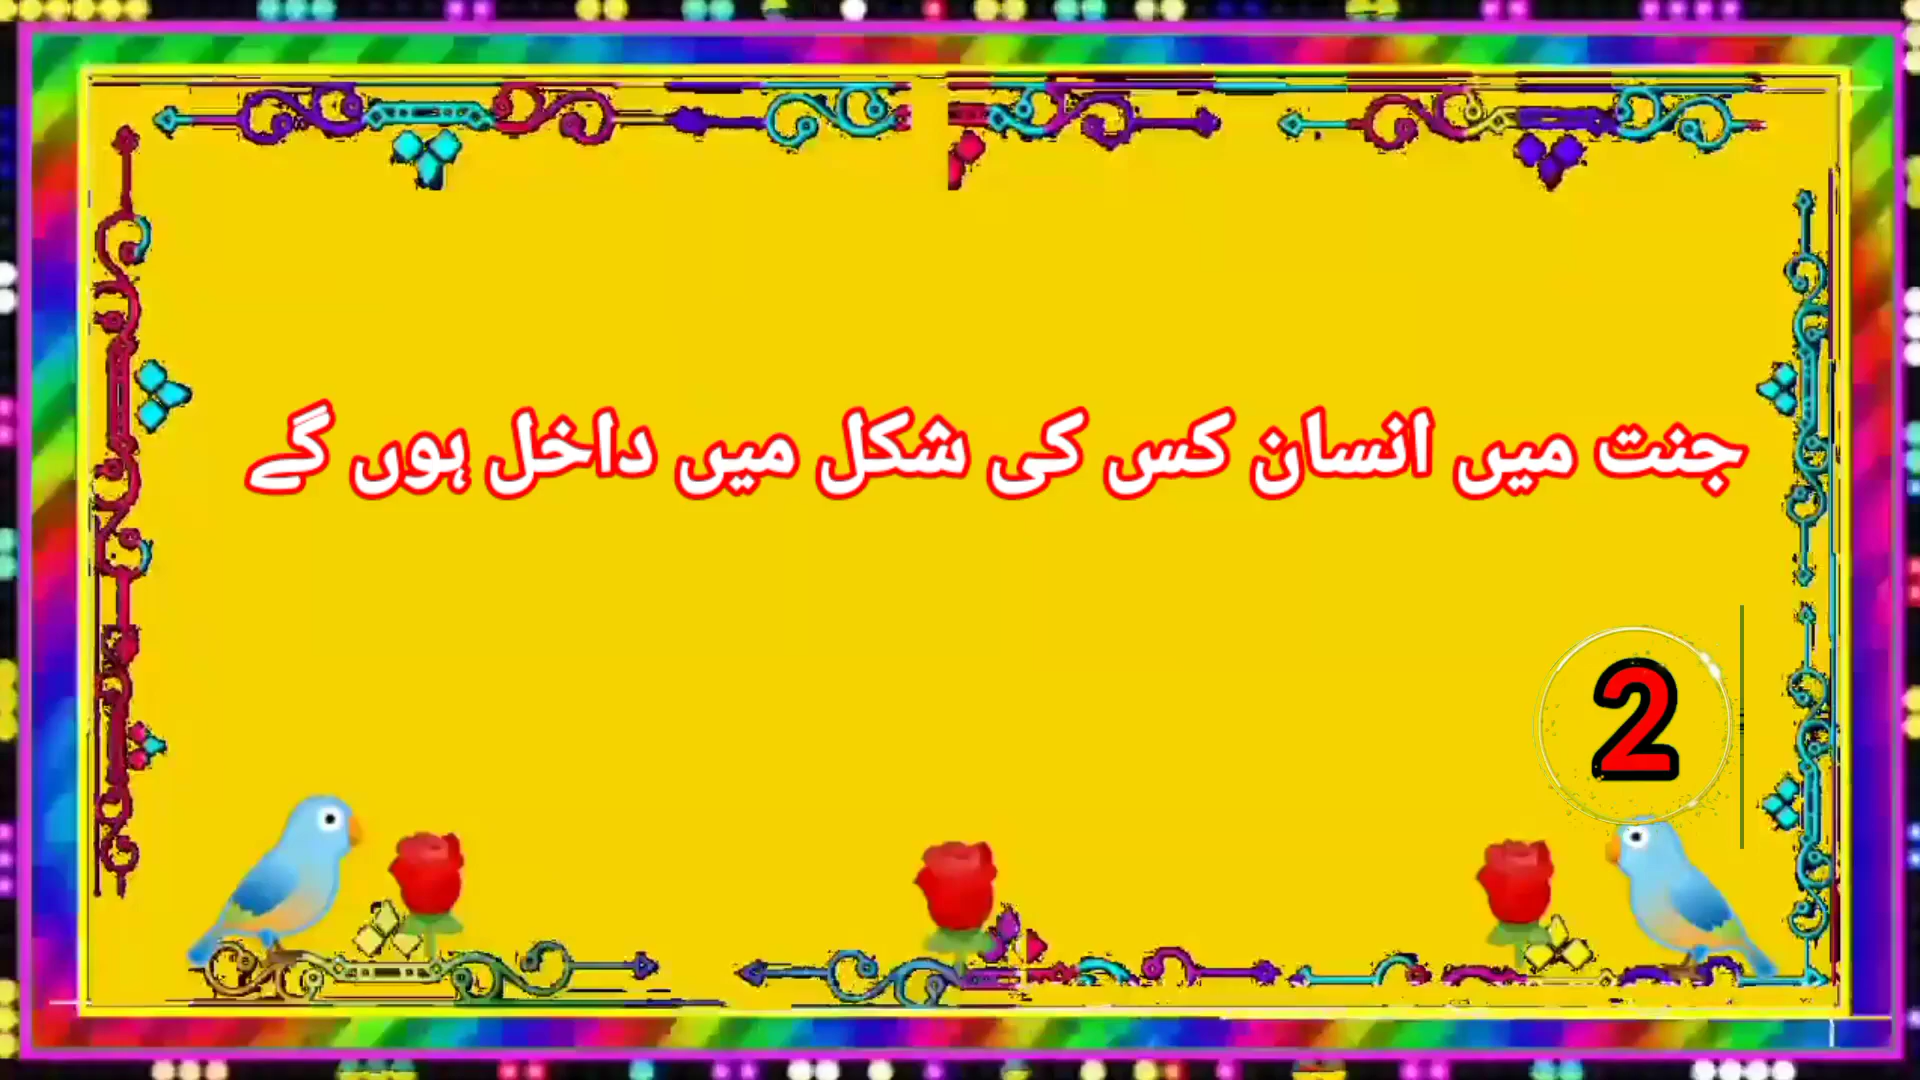 جنت میں انسان کس کی شکل میں داخل ہوں گے
2